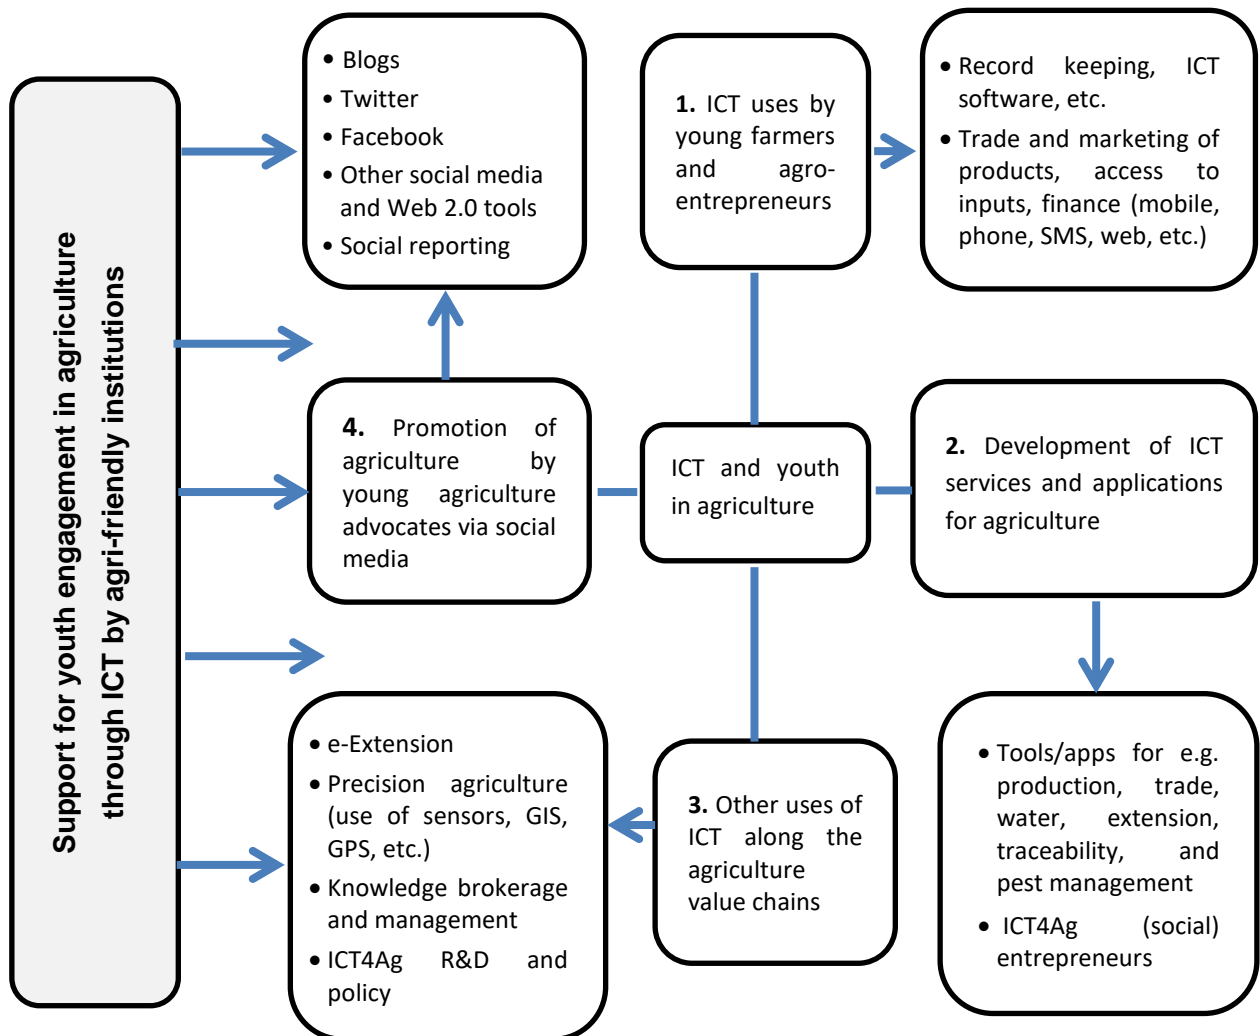 Support for youth engagement in agriculture
through ICT by agri-friendly institutions
• Blogs
• Twitter
• Facebook
• Other social media
and Web 2.0 tools
• Social reporting
1. ICT uses by
young farmers
and agro-
entrepreneurs
• Record keeping, ICT
software, etc.
• Trade and marketing of
products, access to
inputs, finance (mobile,
phone, SMS, web, etc.)
4. Promotion of
agriculture by
young agriculture
advocates via social
media
ICT and youth
in agriculture
2. Development of ICT
services and applications
for agriculture
• e-Extension
• Precision agriculture
(use of sensors, GIS,
GPS, etc.)
• Knowledge brokerage
and management
• ICT4Ag R&D and
policy
3. Other uses of
ICT along the
agriculture
value chains
• Tools/apps for e.g.
production, trade,
water, extension,
traceability, and
pest management
• ICT4Ag (social)
entrepreneurs